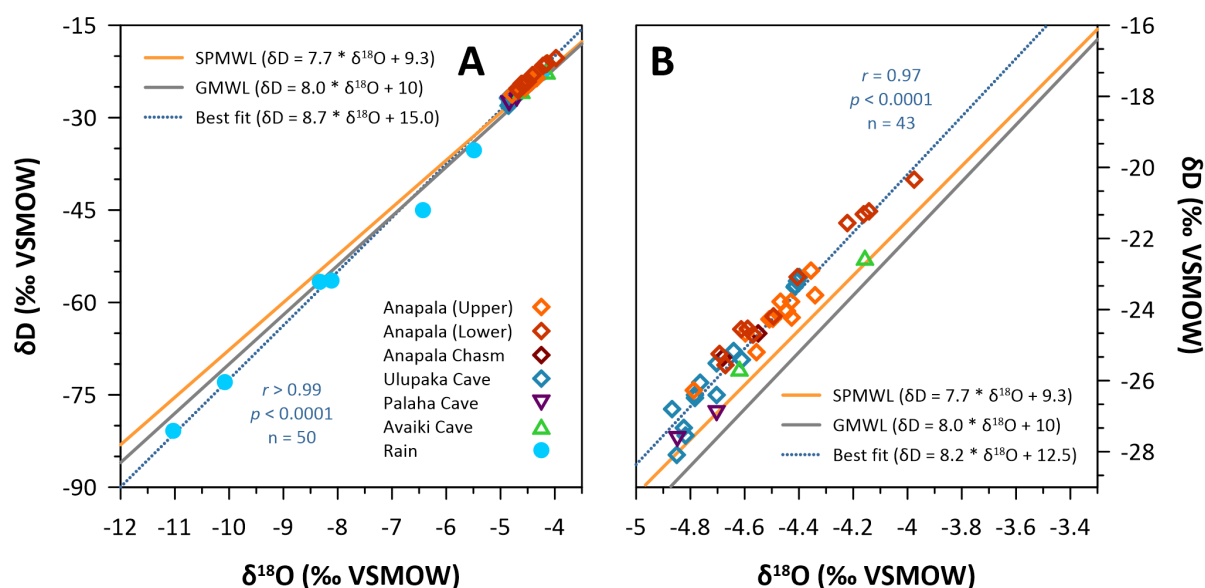 A
SPMWL (δD = 7.7 * δ¹⁸O + 9.3)
GMWL (δD = 8.0 * δ¹⁸O + 10)
Best fit (δD = 8.7 * δ¹⁸O + 15.0)
-15
-30
-45
-60
-75
-90
δD (‰ VSMOW)
Anapala (Upper)
Anapala (Lower)
Anapala Chasm
Ulupaka Cave
Palaha Cave
Avaiki Cave
Rain
r > 0.99
p < 0.0001
n = 50
-12 -11 -10 -9 -8 -7 -6 -5 -4
δ¹⁸O (‰ VSMOW)
B
r = 0.97
p < 0.0001
n = 43
SPMWL (δD = 7.7 * δ¹⁸O + 9.3)
GMWL (δD = 8.0 * δ¹⁸O + 10)
Best fit (δD = 8.2 * δ¹⁸O + 12.5)
-16
-18
-20
-22
-24
-26
-28
δD (‰ VSMOW)
-5 -4.8 -4.6 -4.4 -4.2 -4 -3.8 -3.6 -3.4
δ¹⁸O (‰ VSMOW)